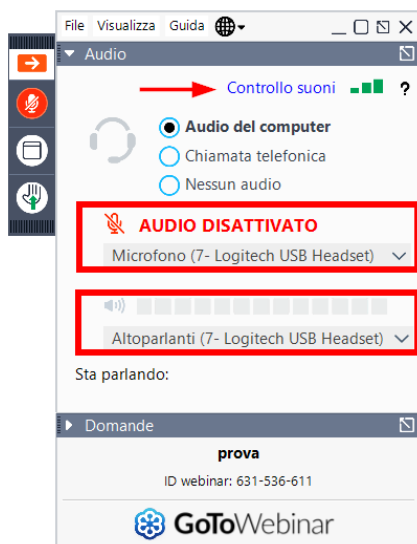 File Visualizza Guida
Audio
Controllo suoni ?
Audio del computer
Chiamata telefonica
Nessun audio
AUDIO DISATTIVATO
Microfono (7- Logitech USB Headset)
Altoparlanti (7- Logitech USB Headset)
Sta parlando:
Domande
prova
ID webinar: 631-536-611
GoToWebinar